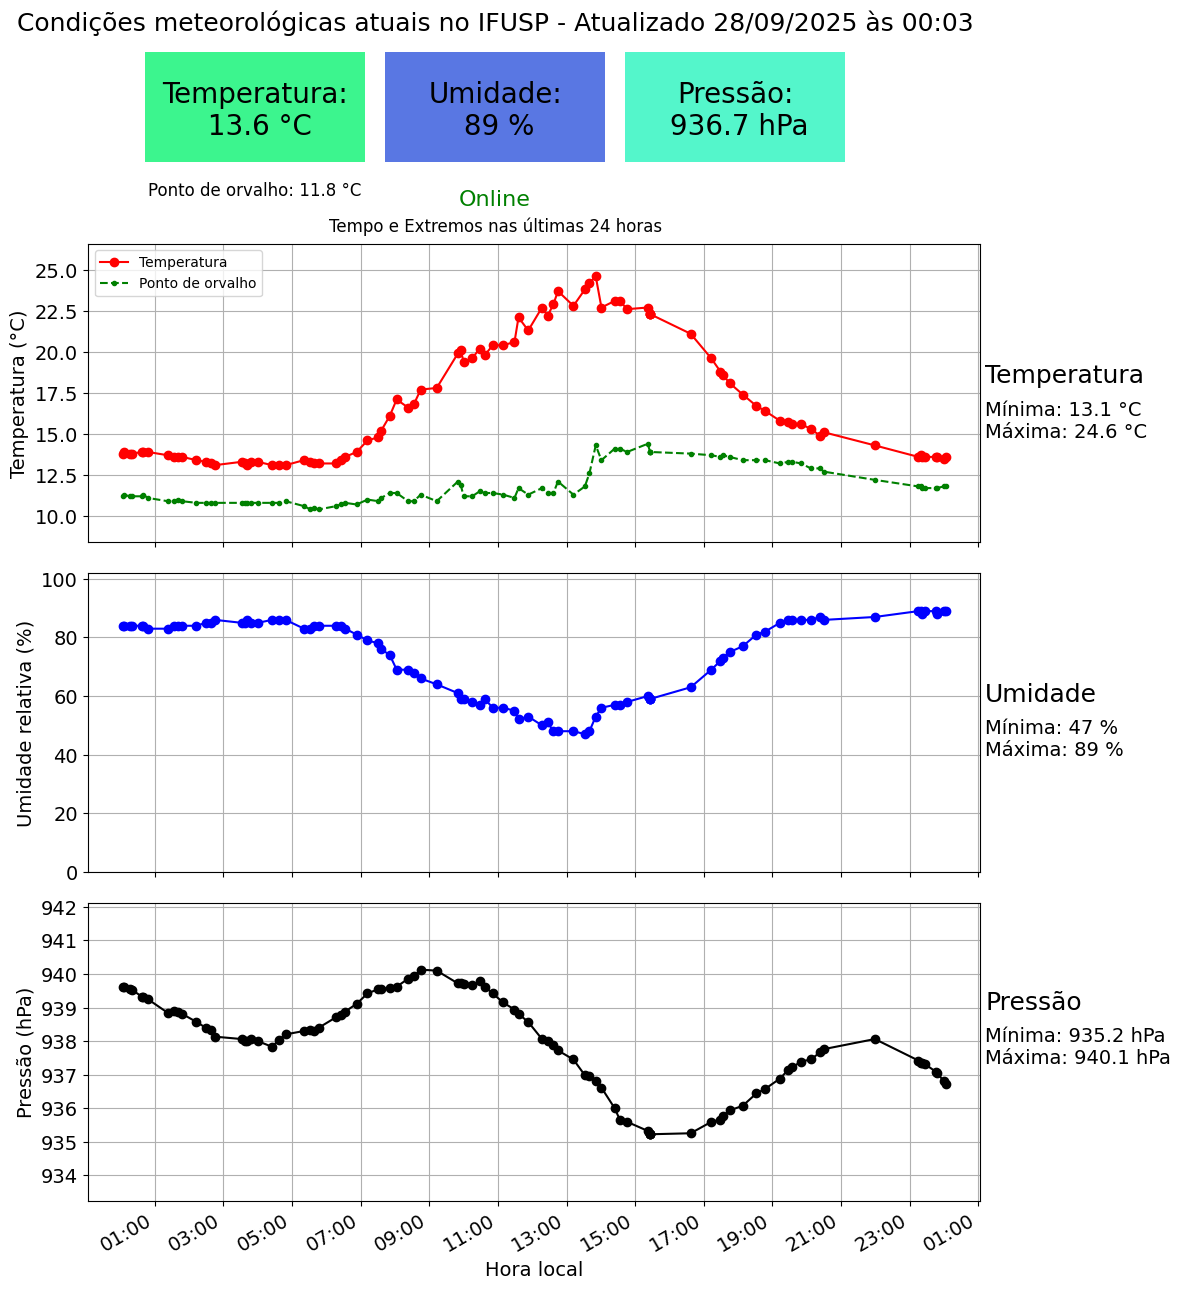 Condições meteorológicas atuais no IFUSP - Atualizado 28/09/2025 às 00:03
Temperatura:
13.6 °C
Umidade:
89 %
Pressão:
936.7 hPa
Ponto de orvalho: 11.8 °C
Online
Tempo e Extremos nas últimas 24 horas
Temperatura
Ponto de orvalho
Temperatura (°C)
25.0
22.5
20.0
17.5
15.0
12.5
10.0
Temperatura
Mínima: 13.1 °C
Máxima: 24.6 °C
Umidade relativa (%)
100
80
60
40
20
0
Umidade
Mínima: 47 %
Máxima: 89 %
Pressão (hPa)
942
941
940
939
938
937
936
935
934
Pressão
Mínima: 935.2 hPa
Máxima: 940.1 hPa
01:00 03:00 05:00 07:00 09:00 11:00 13:00 15:00 17:00 19:00 21:00 23:00 01:00
Hora local